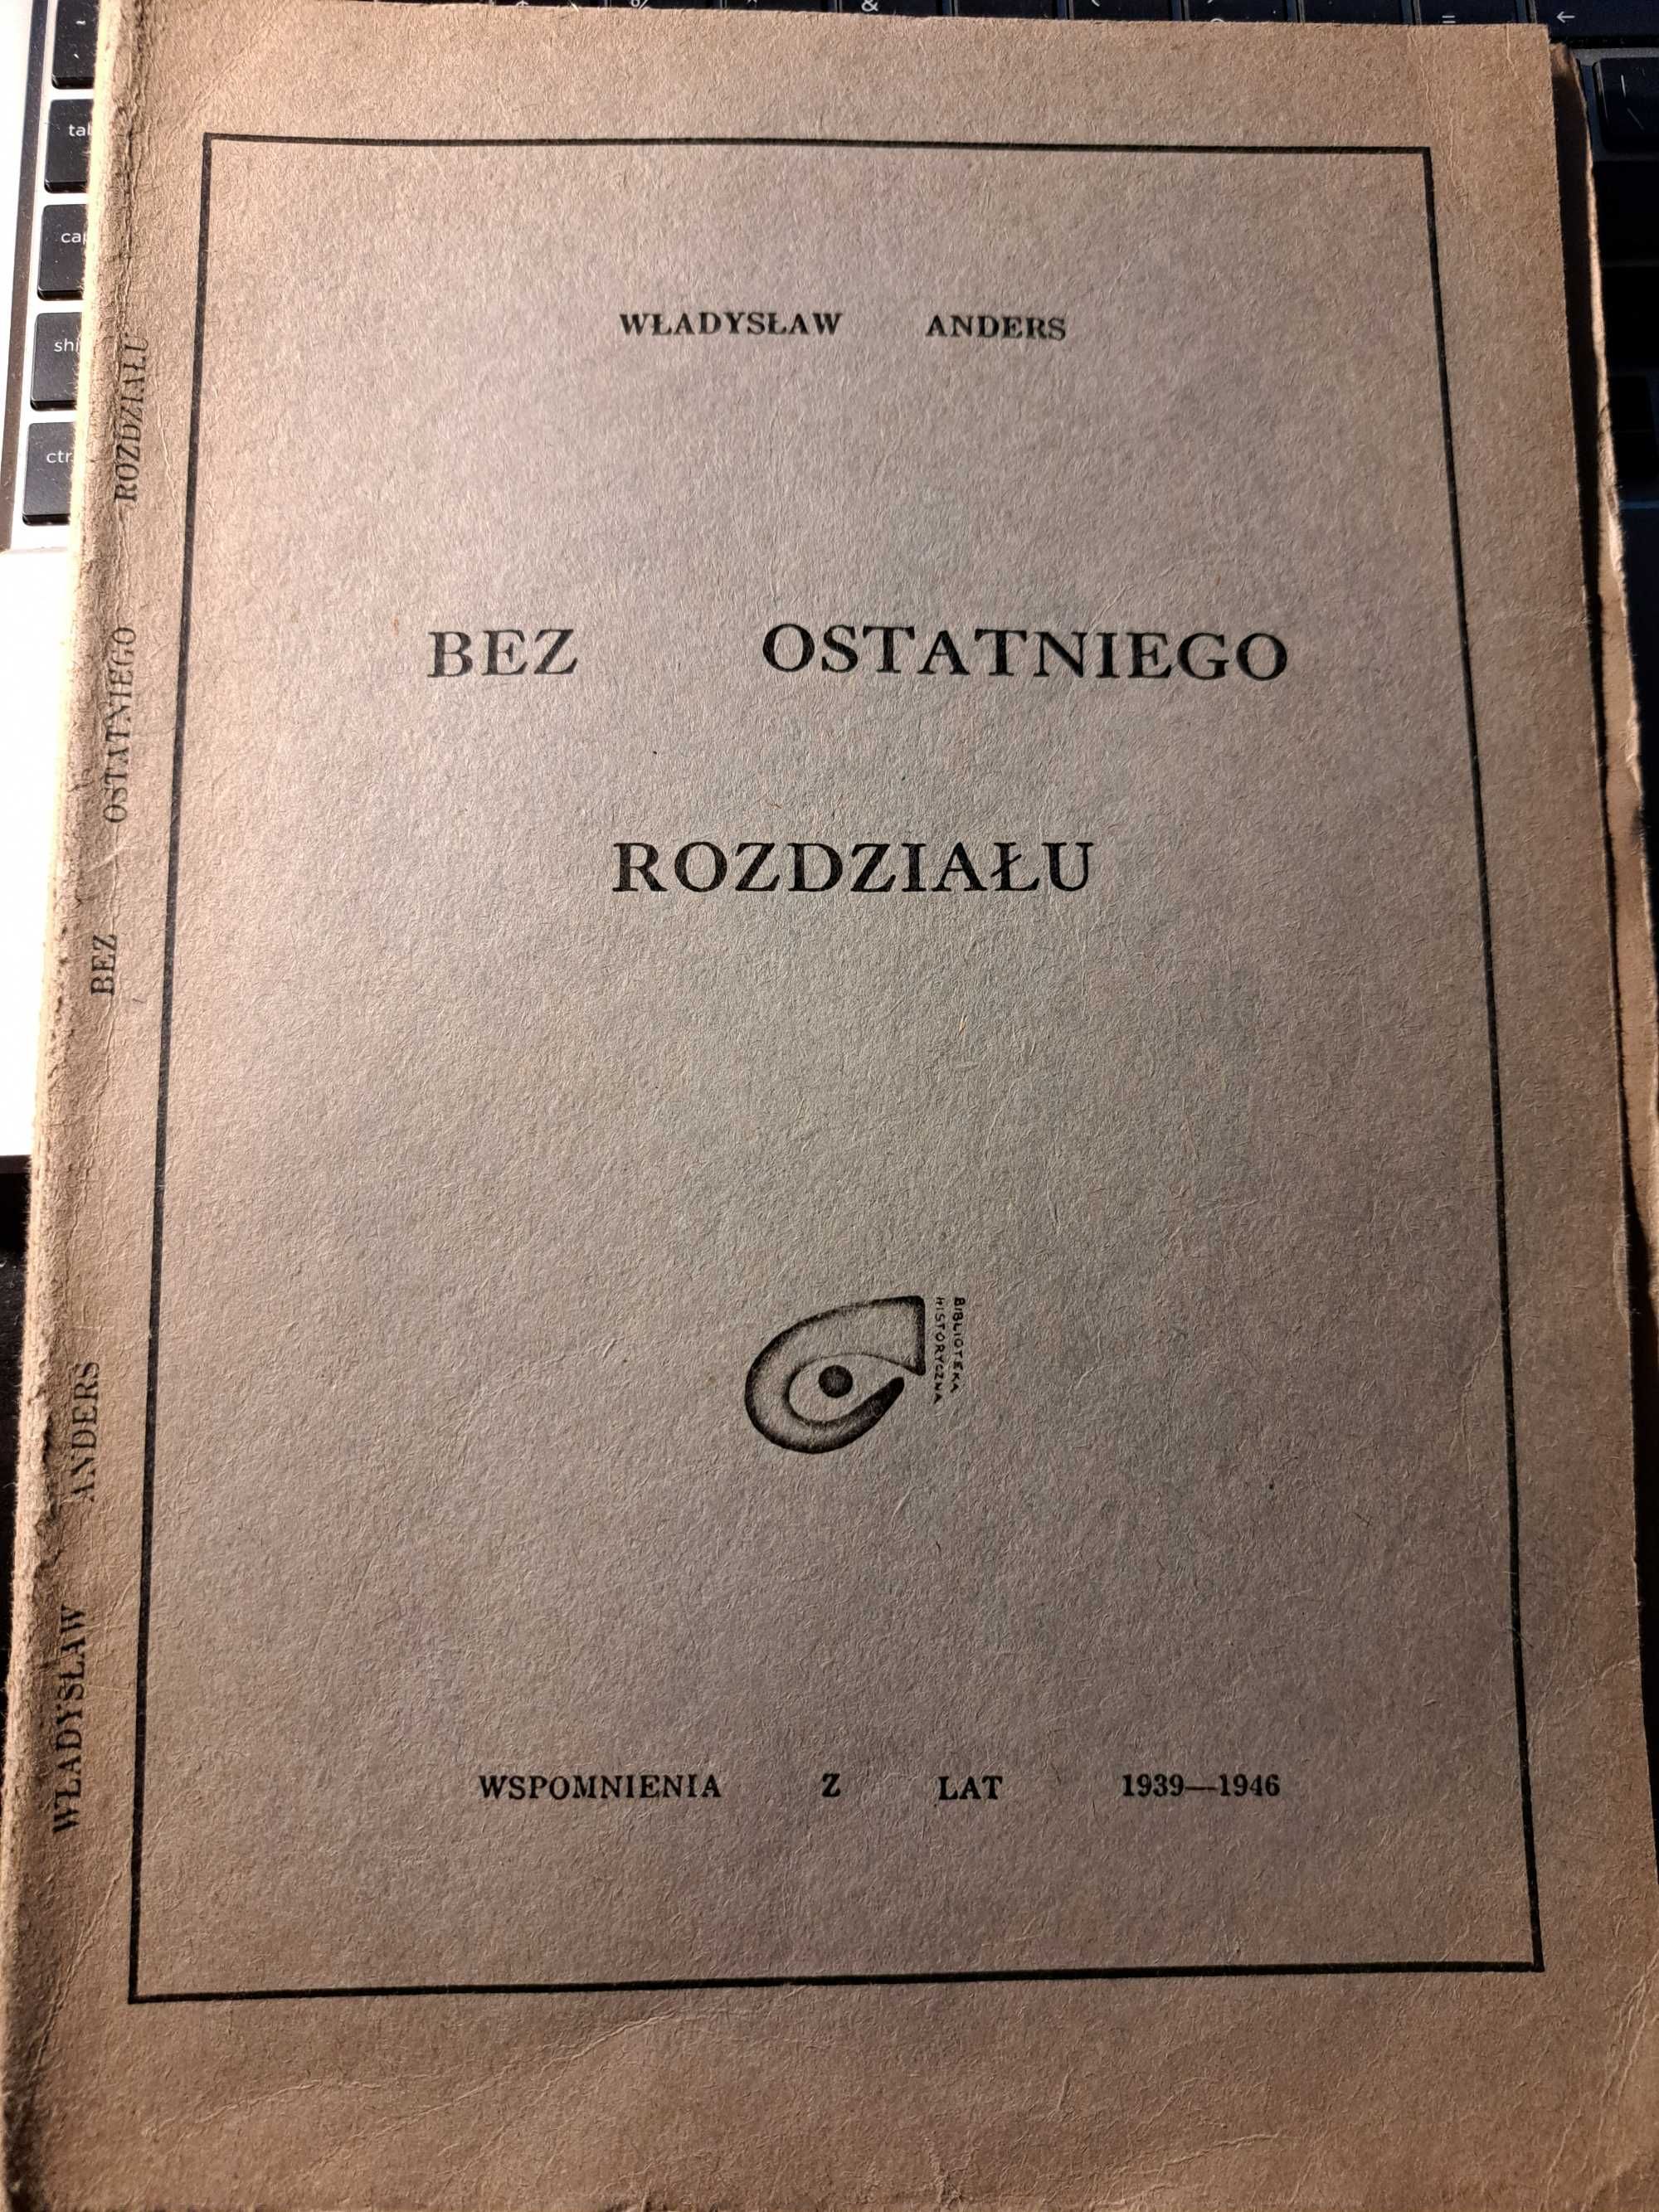 WŁADYSŁAW ANDERS
BEZ OSTATNIEGO
ROZDZIAŁU
BIBLIOTEKA
HISTORYCZNA
WSPOMNIENIA Z LAT 1939—1946
WŁADYSŁAW ANDERS BEZ OSTATNIEGO ROZDZIAŁU